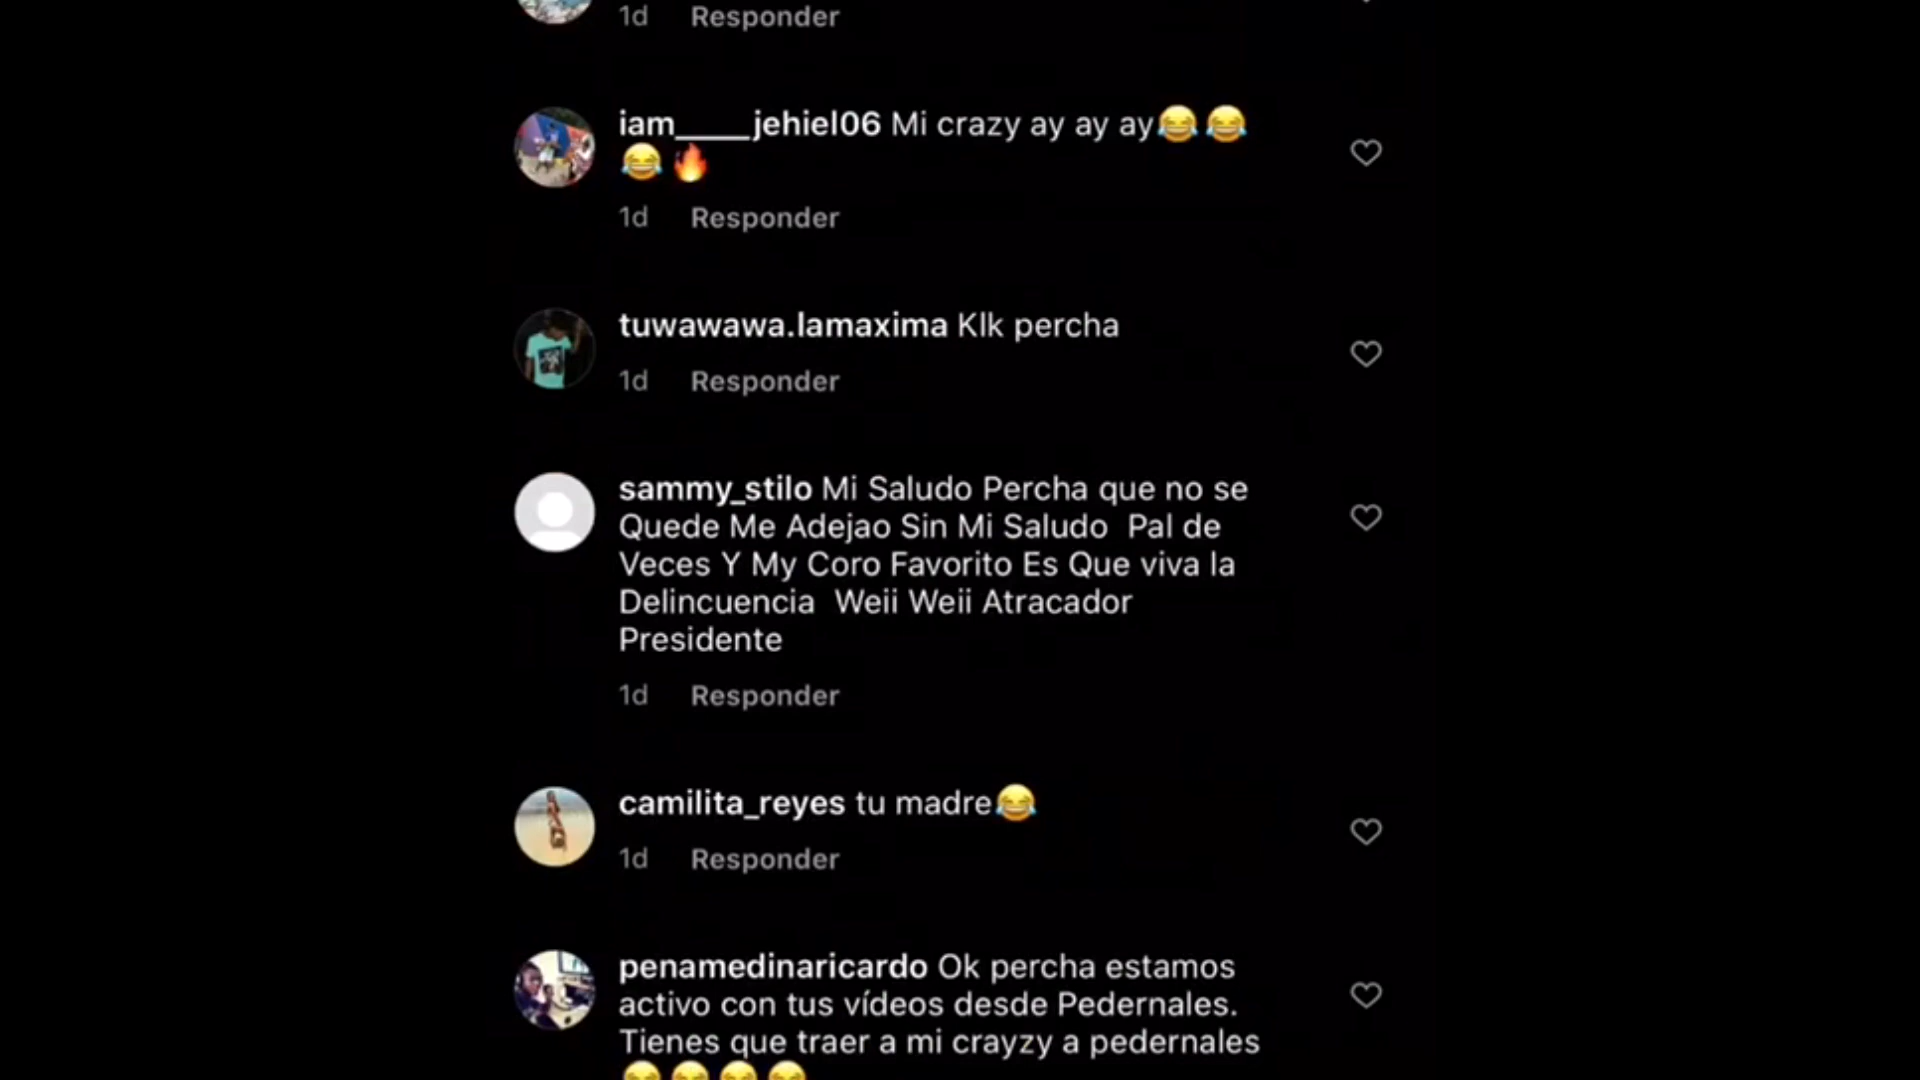 1d Responder
iam____jehiel06 Mi crazy ay ay ay😂😂
😂🔥
1d Responder
tuwawawa.lamaxima Klk percha
1d Responder
sammy_stilo Mi Saludo Percha que no se
Quede Me Adejao Sin Mi Saludo  Pal de
Veces Y My Coro Favorito Es Que viva la
Delincuencia  Weii Weii Atracador
Presidente
1d Responder
camilita_reyes tu madre😂
1d Responder
penamedinaricardo Ok percha estamos
activo con tus vídeos desde Pedernales.
Tienes que traer a mi crayzy a pedernales
😂😂😂😂